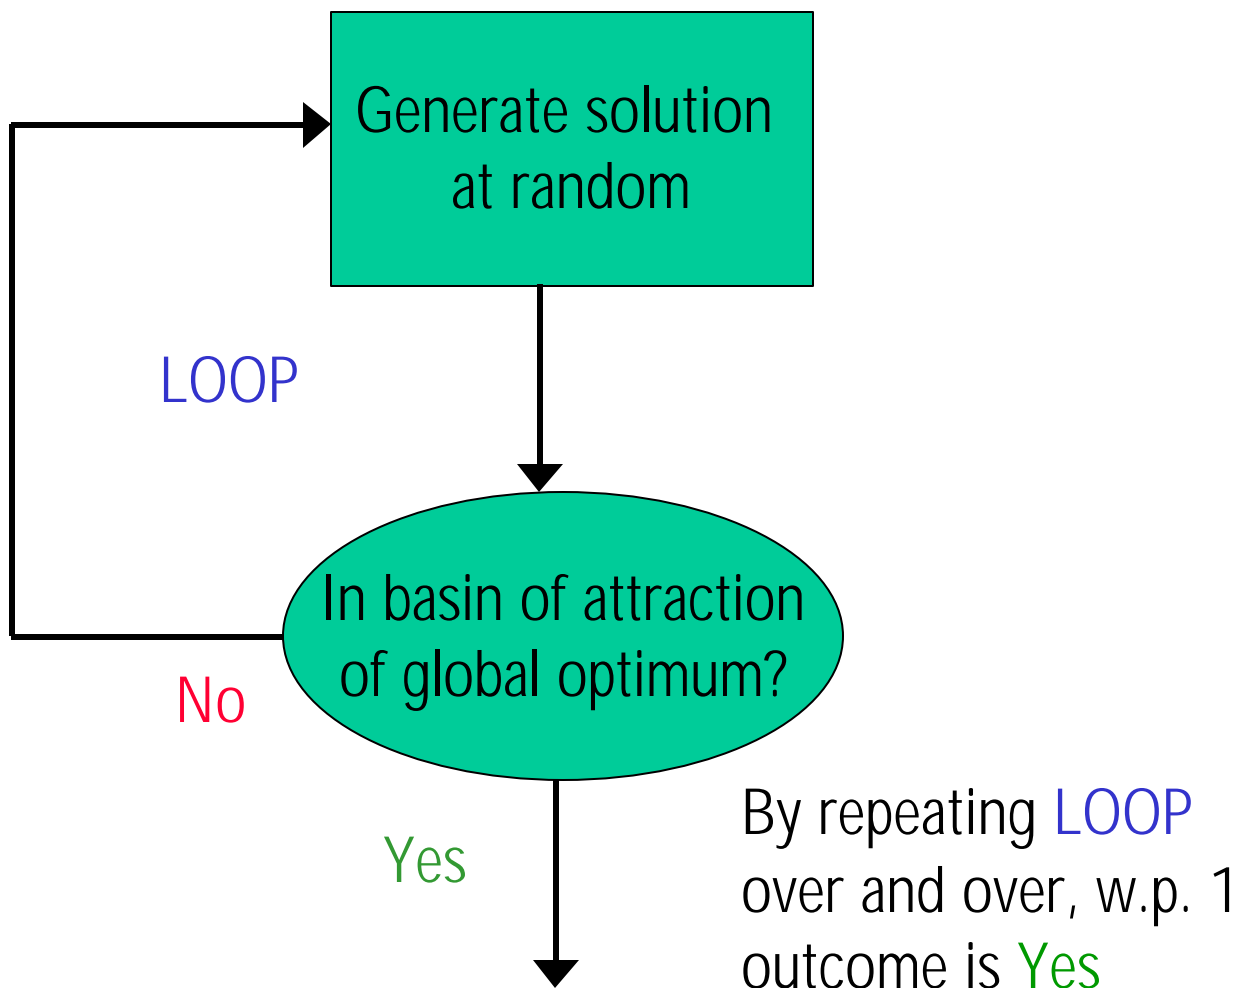 Generate solution
at random
LOOP
In basin of attraction
of global optimum?
No
Yes
By repeating LOOP
over and over, w.p. 1
outcome is Yes